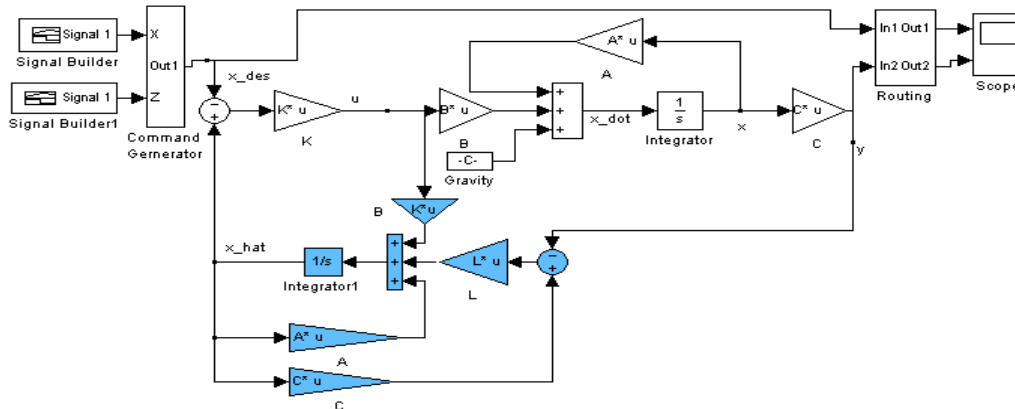 Signal 1
Signal Builder
Signal 1
Signal Builder1
X
Z
Out1
Command
Gernerator
x_des
−
+
K* u
K
u
B* u
B
-C-
Gravity
+
+
+
A* u
A
x_dot
1
s
Integrator
x
C* u
C
y
In1 Out1
In2 Out2
Routing
Scope
K* u
B
x_hat
1/s
Integrator1
+
+
+
L* u
L
−
+
A* u
A
C* u
C